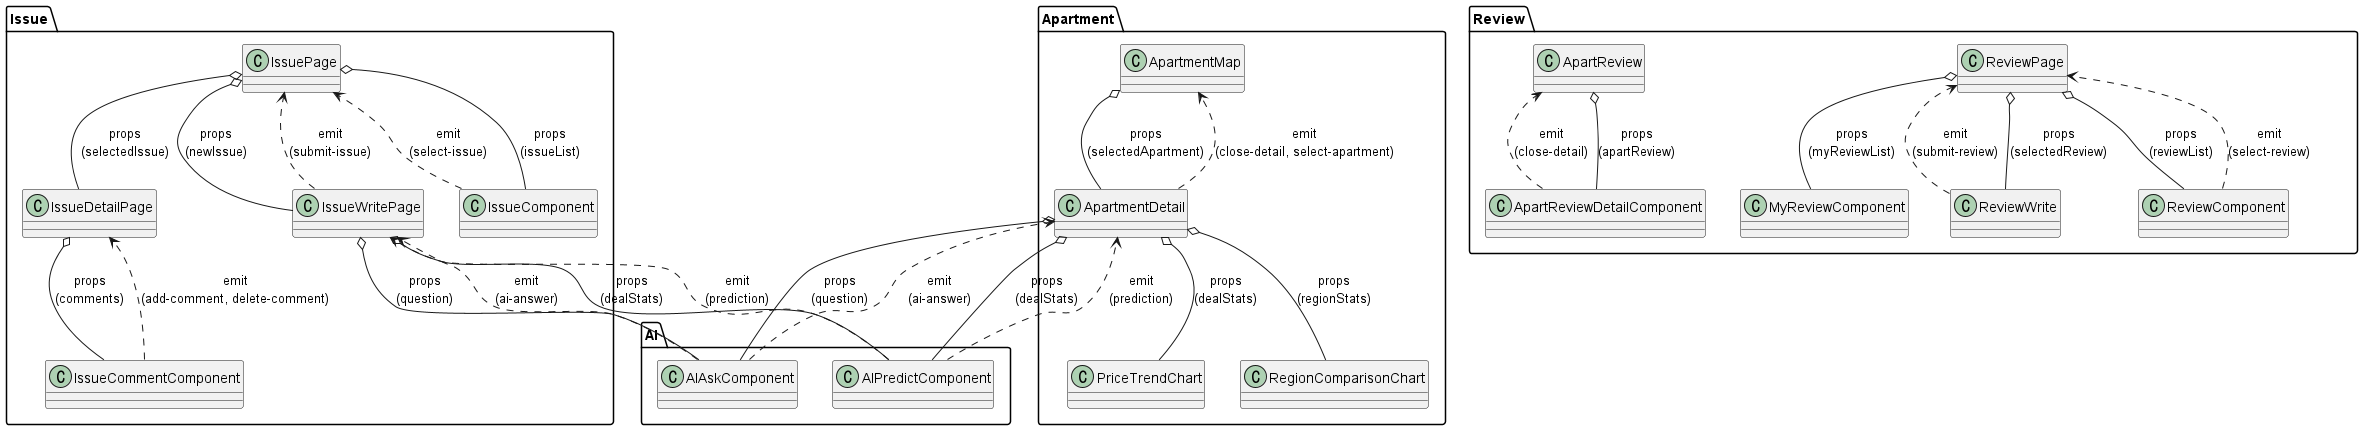 Issue
C IssuePage
props
(selectedIssue)
props
(newIssue)
emit
(submit-issue)
emit
(select-issue)
props
(issueList)
C IssueDetailPage
C IssueWritePage
C IssueComponent
props
(comments)
emit
(add-comment, delete-comment)
props
(question)
emit
(ai-answer)
props
(dealStats)
emit
(prediction)
C IssueCommentComponent
AI
C AIAskComponent
C AIPredictComponent
Apartment
C ApartmentMap
props
(selectedApartment)
emit
(close-detail, select-apartment)
C ApartmentDetail
props
(question)
emit
(ai-answer)
props
(dealStats)
emit
(prediction)
props
(dealStats)
props
(regionStats)
C PriceTrendChart
C RegionComparisonChart
Review
C ApartReview
C ReviewPage
emit
(close-detail)
props
(apartReview)
props
(myReviewList)
emit
(submit-review)
props
(selectedReview)
props
(reviewList)
emit
(select-review)
C ApartReviewDetailComponent
C MyReviewComponent
C ReviewWrite
C ReviewComponent